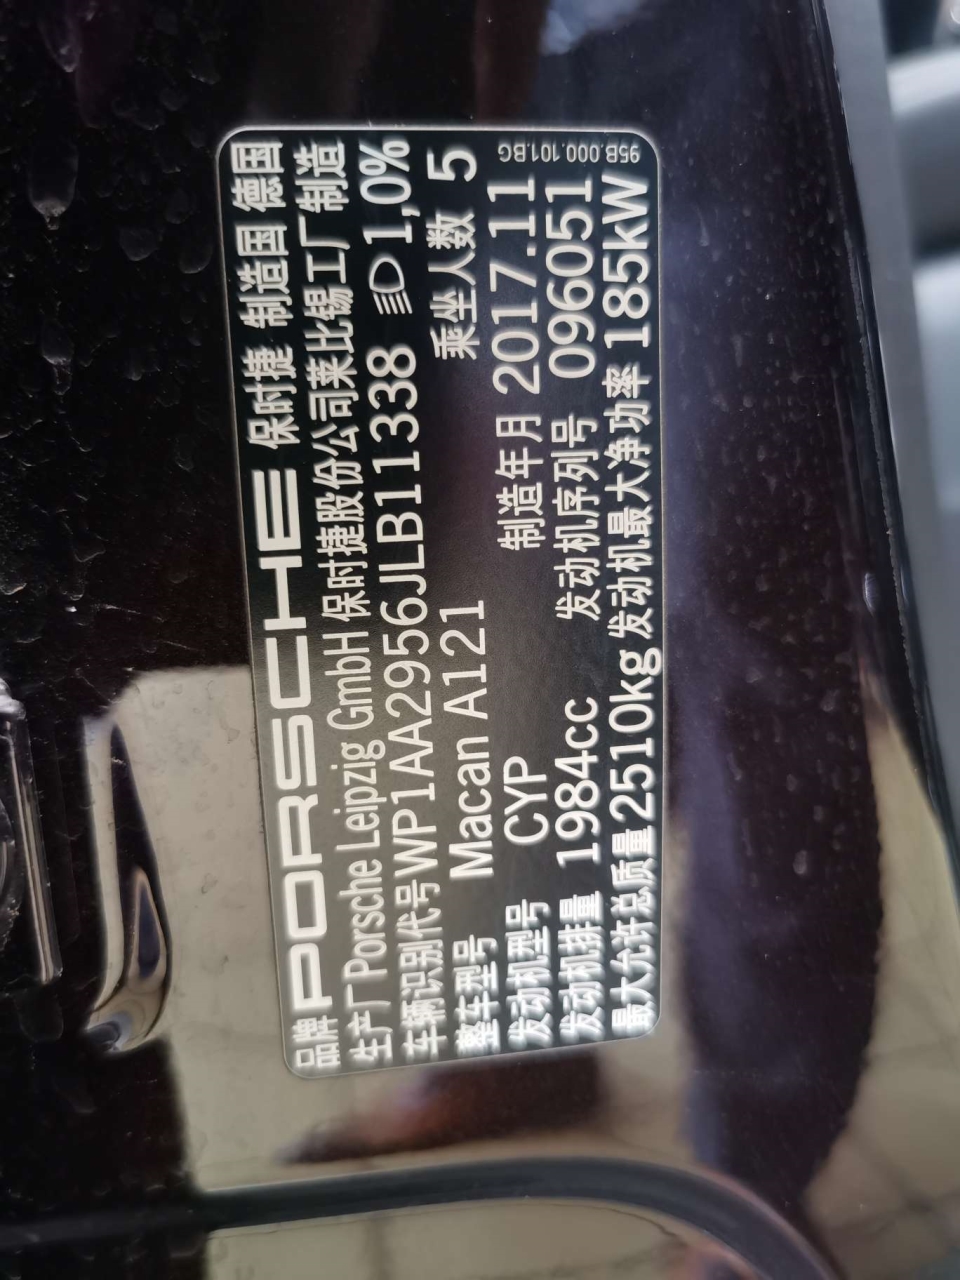 品牌 PORSCHE 保时捷 制造国 德国
生产厂 Porsche Leipzig GmbH 保时捷股份公司莱比锡工厂制造
车辆识别代号 WP1AA2956JLB11338 1,0%
整车型号 Macan A121 乘坐人数 5
发动机型号 CYP 制造年月 2017.11
发动机排量 1984cc 发动机序列号 096051
最大允许总质量 2510kg 发动机最大净功率 185kW
95B.000.101.BG